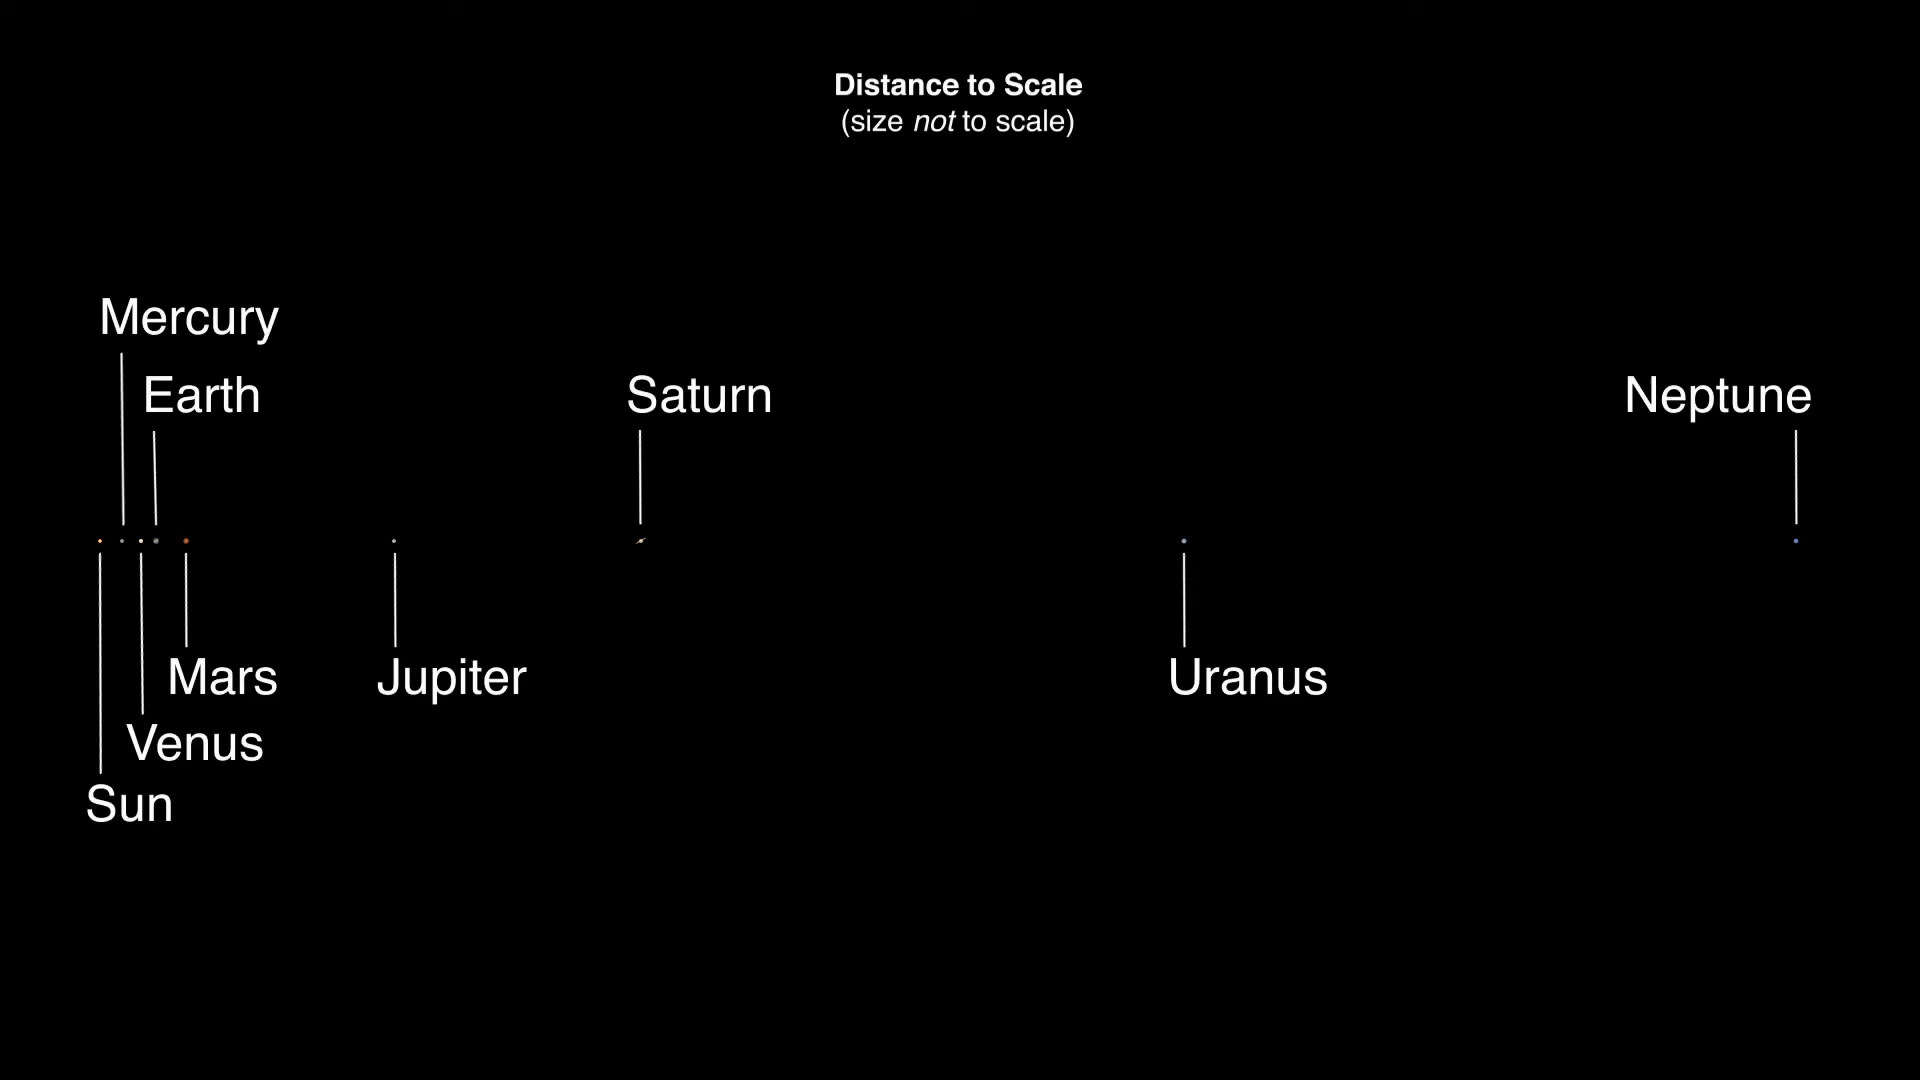 Distance to Scale
(size not to scale)
Mercury
Earth
Saturn
Neptune
Mars
Jupiter
Uranus
Venus
Sun